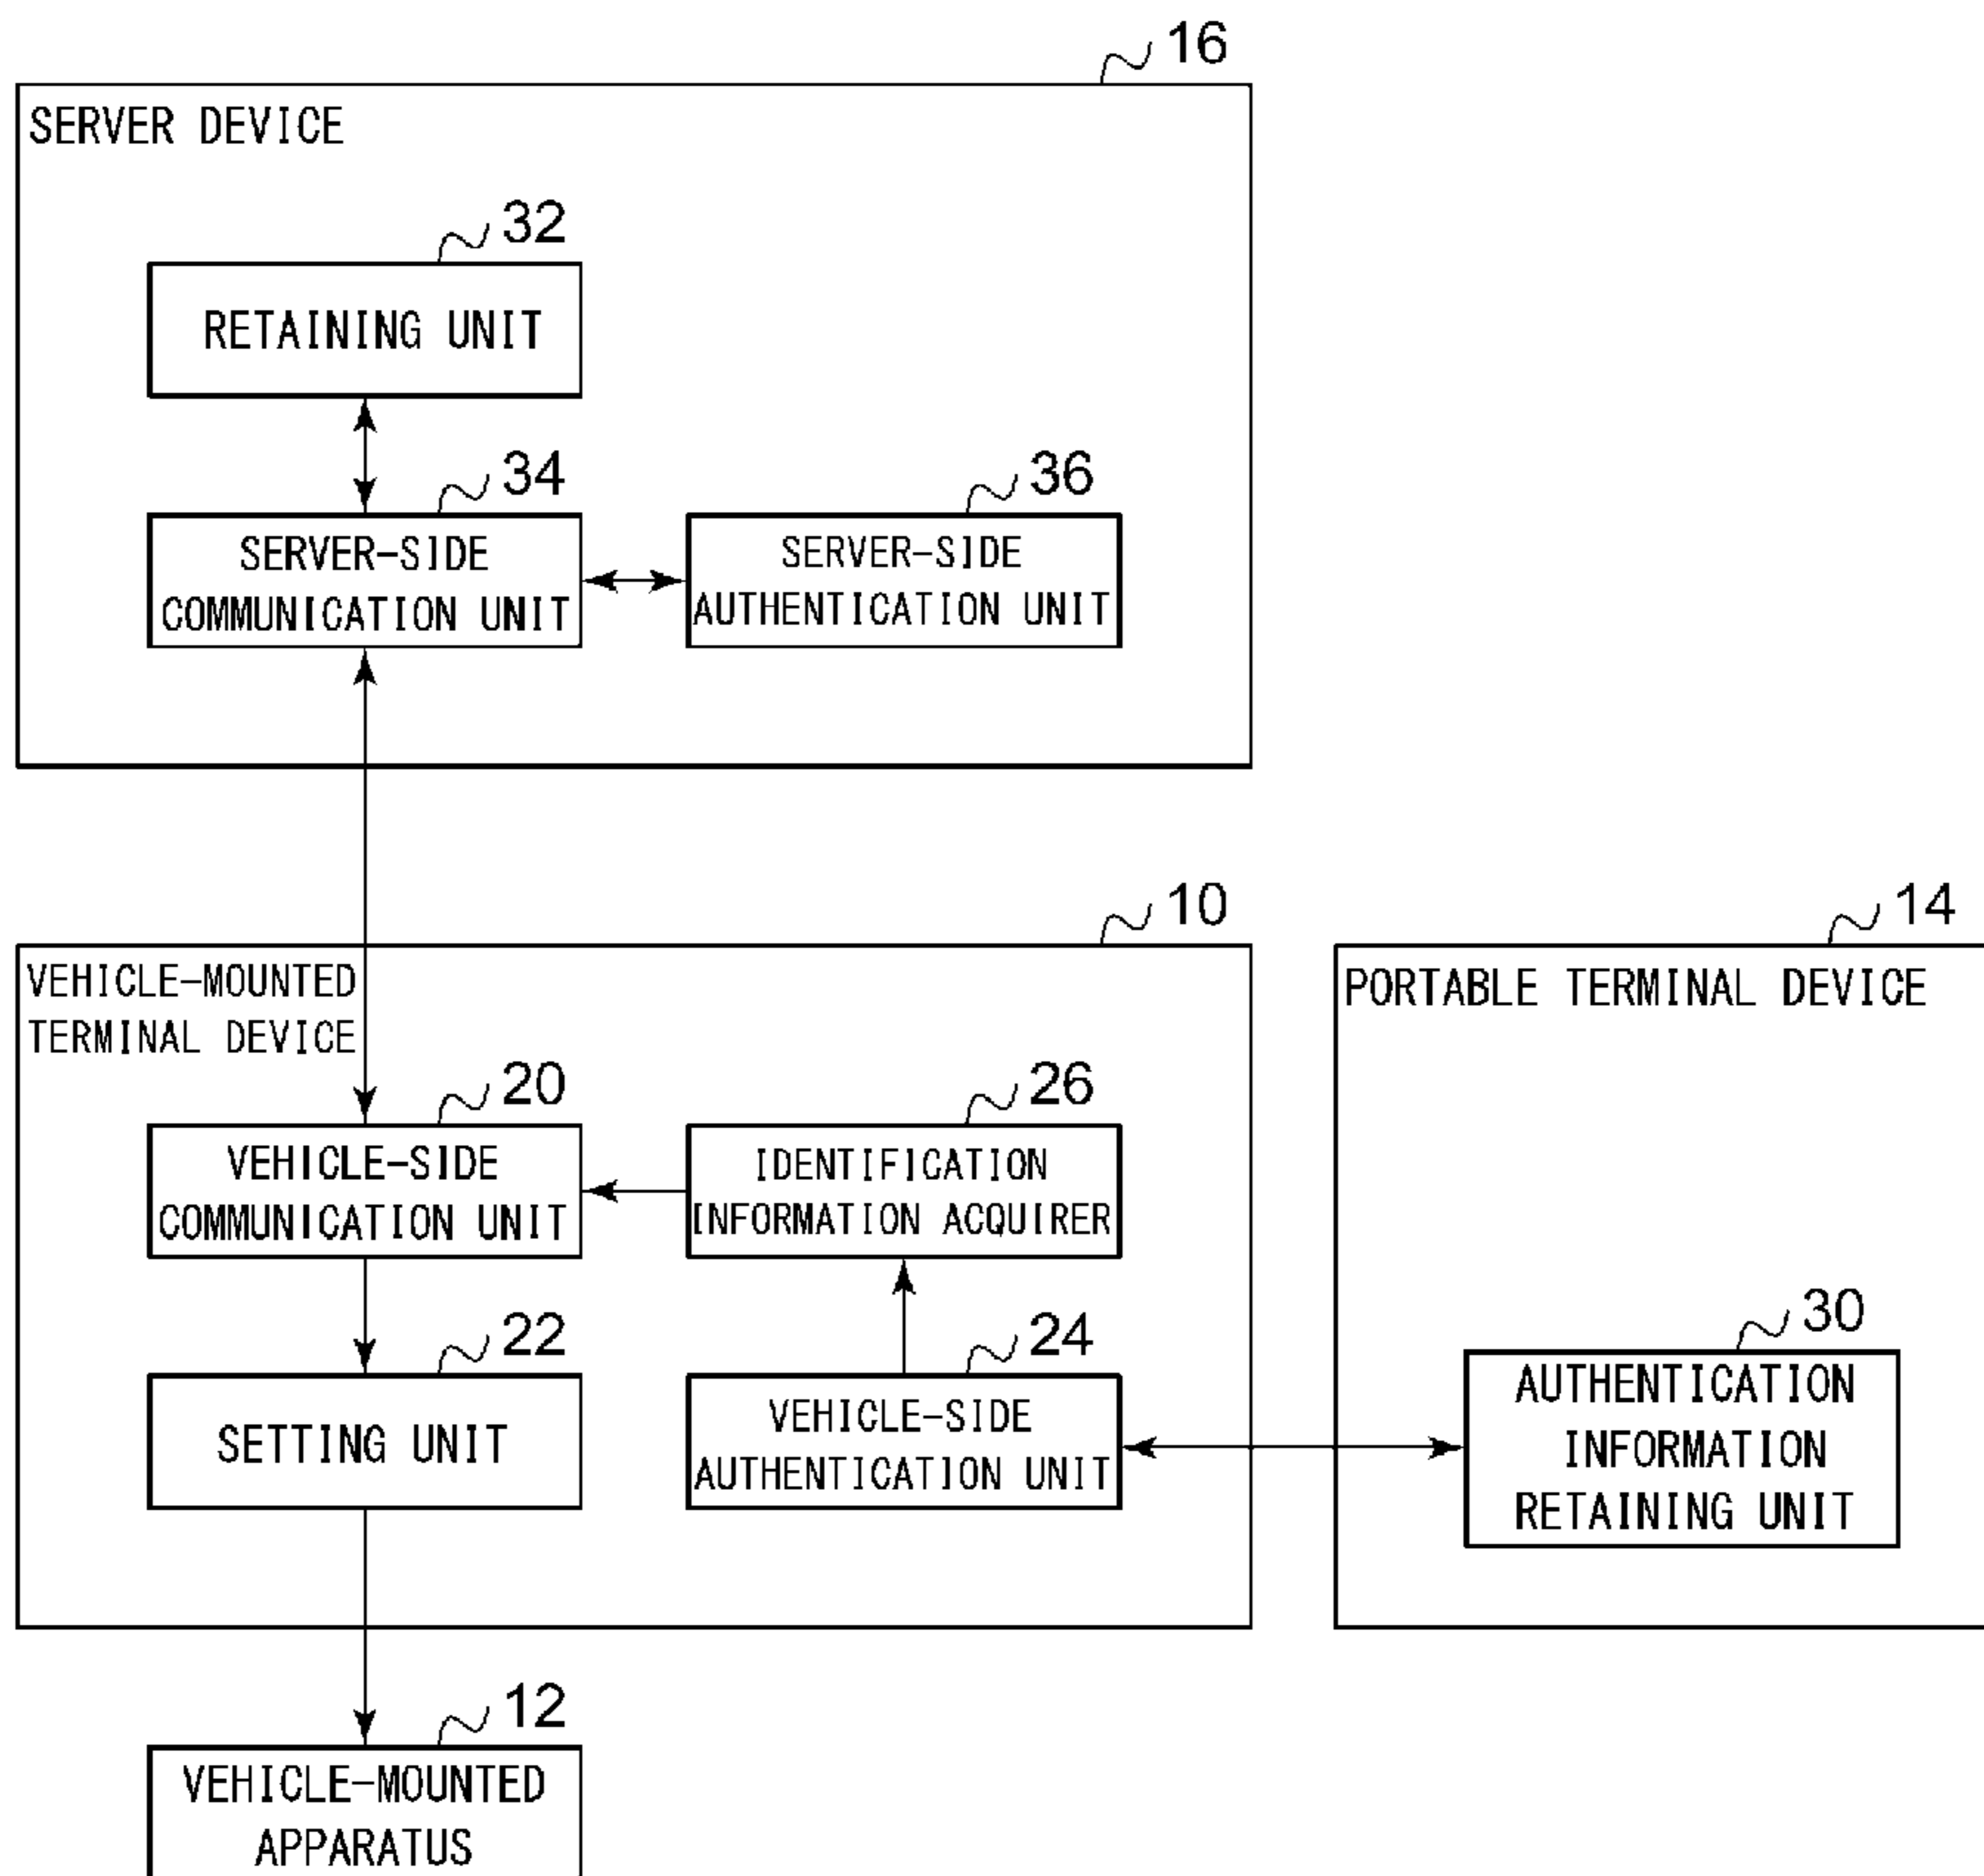 16
SERVER DEVICE
32
RETAINING UNIT
34
SERVER-SIDE
COMMUNICATION UNIT
36
SERVER-SIDE
AUTHENTICATION UNIT
10
VEHICLE-MOUNTED
TERMINAL DEVICE
20
VEHICLE-SIDE
COMMUNICATION UNIT
26
IDENTIFICATION
INFORMATION ACQUIRER
22
SETTING UNIT
24
VEHICLE-SIDE
AUTHENTICATION UNIT
14
PORTABLE TERMINAL DEVICE
30
AUTHENTICATION
INFORMATION
RETAINING UNIT
12
VEHICLE-MOUNTED
APPARATUS